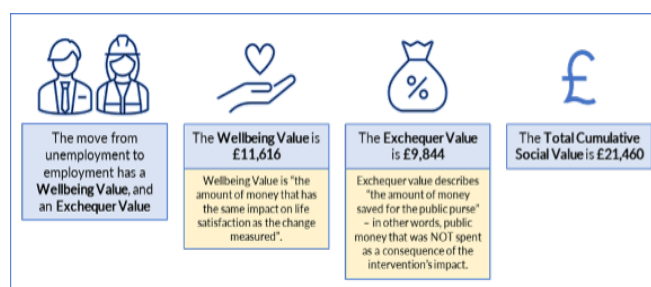 The move from
unemployment to
employment has a
Wellbeing Value, and
an Exchequer Value
The Wellbeing Value is
£11,616
Wellbeing Value is “the
amount of money that has
the same impact on life
satisfaction as the change
measured”.
%
The Exchequer Value
is £9,844
Exchequer value describes
“the amount of money
saved for the public purse”
– in other words, public
money that was NOT spent
as a consequence of the
intervention’s impact.
£
The Total Cumulative
Social Value is £21,460